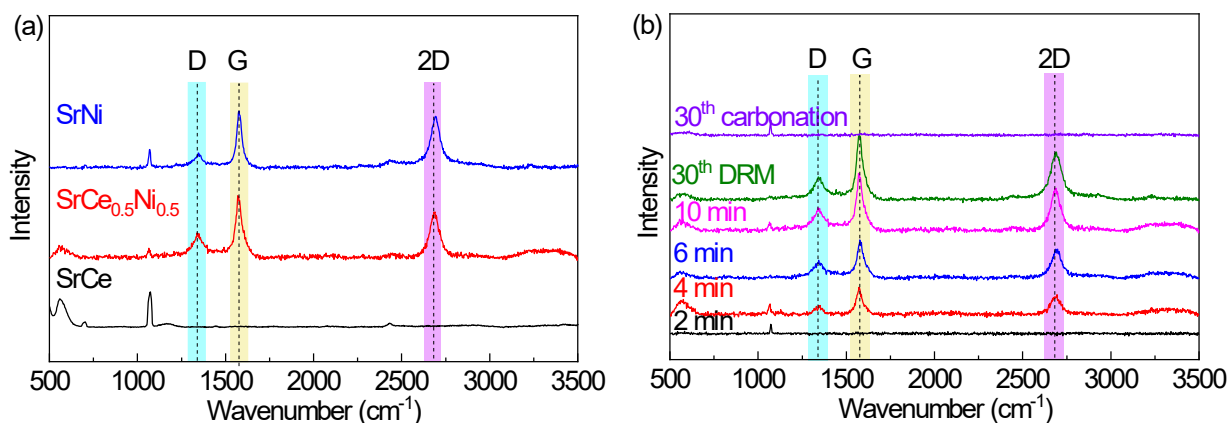 (a)
D G 2D
SrNi
SrCe0.5Ni0.5
SrCe
Intensity
500 1000 1500 2000 2500 3000 3500
Wavenumber (cm-1)
(b)
D G 2D
30th carbonation
30th DRM
10 min
6 min
4 min
2 min
Intensity
500 1000 1500 2000 2500 3000 3500
Wavenumber (cm-1)